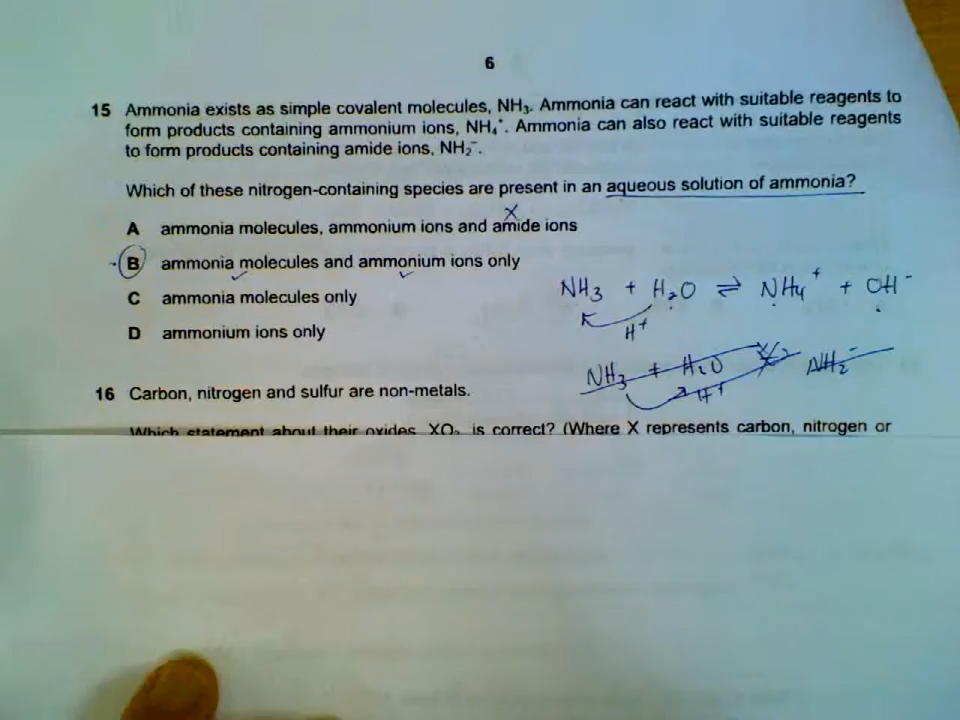 6
15 Ammonia exists as simple covalent molecules, NH₃. Ammonia can react with suitable reagents to
form products containing ammonium ions, NH₄⁺. Ammonia can also react with suitable reagents
to form products containing amide ions, NH₂⁻.
Which of these nitrogen-containing species are present in an aqueous solution of ammonia?
A ammonia molecules, ammonium ions and amide ions
B ammonia molecules and ammonium ions only
C ammonia molecules only
D ammonium ions only
NH₃ + H₂O ⇌ NH₄⁺ + OH⁻
H⁺
NH₃ + H₂O NH₂⁻
H⁺
16 Carbon, nitrogen and sulfur are non-metals.
Which statement about their oxides, XO₂, is correct? (Where X represents carbon, nitrogen or